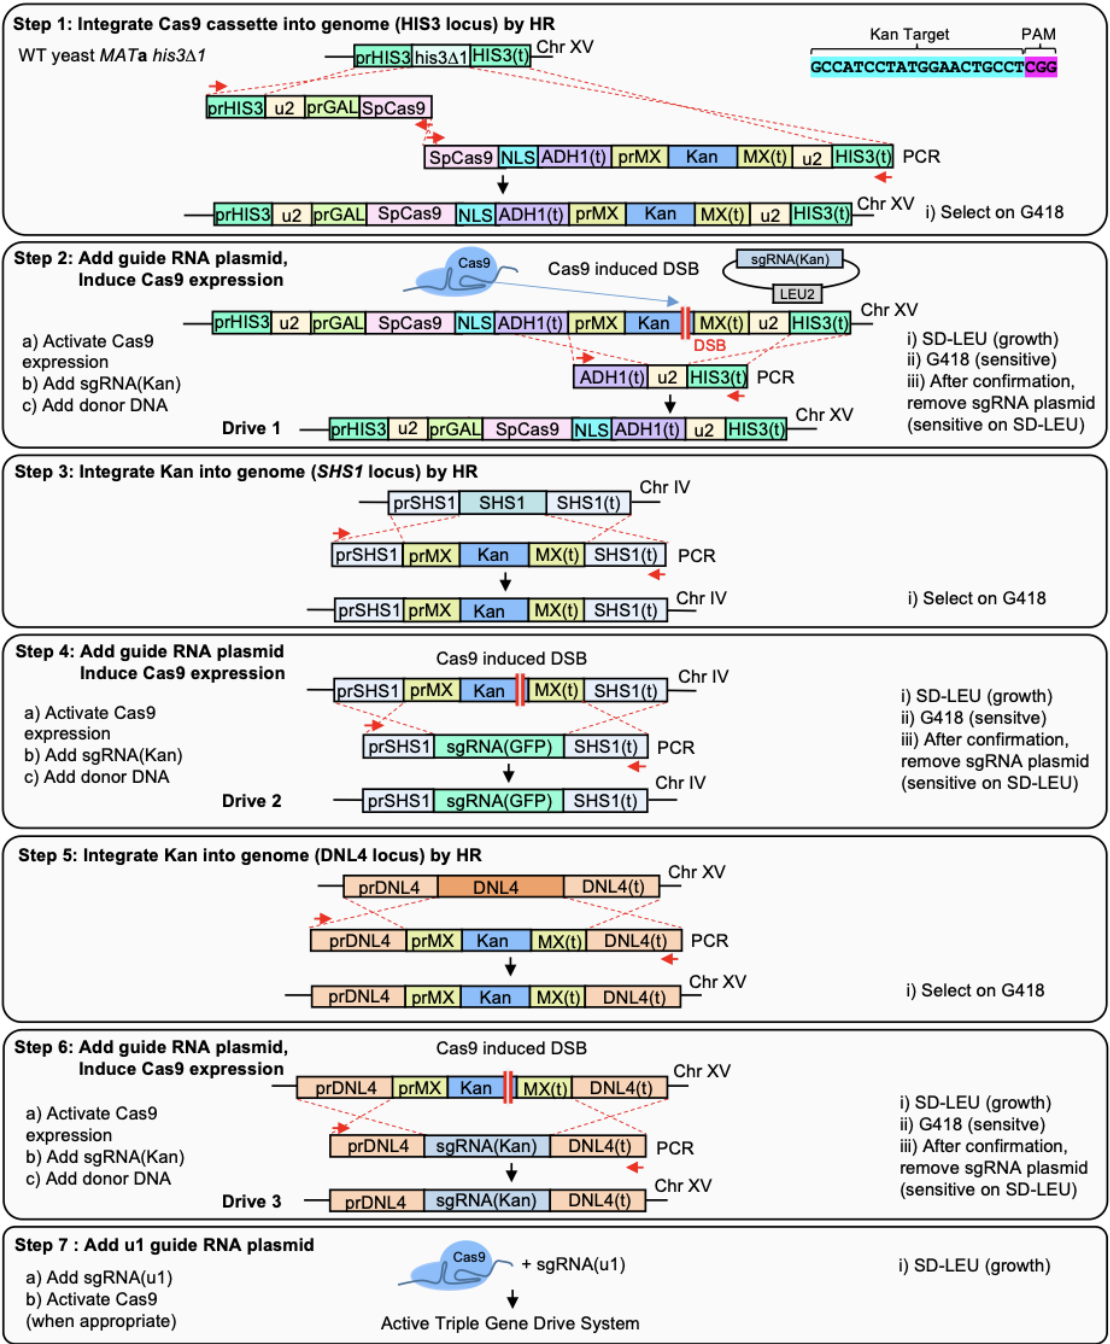 Step 1: Integrate Cas9 cassette into genome (HIS3 locus) by HR
WT yeast MATa his3Δ1
prHIS3 his3Δ1 HIS3(t) Chr XV
Kan Target PAM
GCCATCCTATGGAACTGCCTCGG
prHIS3 u2 prGAL SpCas9
SpCas9 NLS ADH1(t) prMX Kan MX(t) u2 HIS3(t) PCR
prHIS3 u2 prGAL SpCas9 NLS ADH1(t) prMX Kan MX(t) u2 HIS3(t) Chr XV
i) Select on G418
Step 2: Add guide RNA plasmid,
Induce Cas9 expression
Cas9
Cas9 induced DSB
sgRNA(Kan)
LEU2
prHIS3 u2 prGAL SpCas9 NLS ADH1(t) prMX Kan MX(t) u2 HIS3(t) Chr XV
DSB
a) Activate Cas9
expression
b) Add sgRNA(Kan)
c) Add donor DNA
ADH1(t) u2 HIS3(t) PCR
i) SD-LEU (growth)
ii) G418 (sensitive)
iii) After confirmation,
remove sgRNA plasmid
(sensitive on SD-LEU)
Drive 1 prHIS3 u2 prGAL SpCas9 NLS ADH1(t) u2 HIS3(t) Chr XV
Step 3: Integrate Kan into genome (SHS1 locus) by HR
prSHS1 SHS1 SHS1(t) Chr IV
prSHS1 prMX Kan MX(t) SHS1(t) PCR
prSHS1 prMX Kan MX(t) SHS1(t) Chr IV
i) Select on G418
Step 4: Add guide RNA plasmid
Induce Cas9 expression
Cas9 induced DSB
prSHS1 prMX Kan MX(t) SHS1(t) Chr IV
a) Activate Cas9
expression
b) Add sgRNA(Kan)
c) Add donor DNA
prSHS1 sgRNA(GFP) SHS1(t) PCR
i) SD-LEU (growth)
ii) G418 (sensitve)
iii) After confirmation,
remove sgRNA plasmid
(sensitive on SD-LEU)
Drive 2 prSHS1 sgRNA(GFP) SHS1(t) Chr IV
Step 5: Integrate Kan into genome (DNL4 locus) by HR
prDNL4 DNL4 DNL4(t) Chr XV
prDNL4 prMX Kan MX(t) DNL4(t) PCR
prDNL4 prMX Kan MX(t) DNL4(t) Chr XV
i) Select on G418
Step 6: Add guide RNA plasmid,
Induce Cas9 expression
Cas9 induced DSB
prDNL4 prMX Kan MX(t) DNL4(t) Chr XV
a) Activate Cas9
expression
b) Add sgRNA(Kan)
c) Add donor DNA
prDNL4 sgRNA(Kan) DNL4(t) PCR
i) SD-LEU (growth)
ii) G418 (sensitve)
iii) After confirmation,
remove sgRNA plasmid
(sensitive on SD-LEU)
Drive 3 prDNL4 sgRNA(Kan) DNL4(t) Chr XV
Step 7 : Add u1 guide RNA plasmid
a) Add sgRNA(u1)
b) Activate Cas9
(when appropriate)
Cas9 + sgRNA(u1)
Active Triple Gene Drive System
i) SD-LEU (growth)